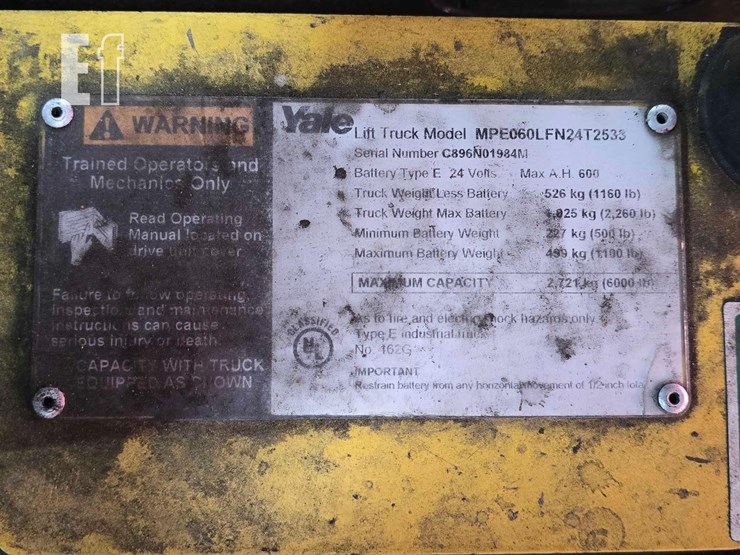 Ef
WARNING
Trained Operators and
Mechanics Only
Read Operating
Manual located on
drive unit cover
Failure to follow operating,
inspection and maintenance
instructions can cause
serious injury or death.
CAPACITY WITH TRUCK
EQUIPPED AS SHOWN
Yale
Lift Truck Model MPE060LFN24T2533
Serial Number C896N01984M
Battery Type E 24 Volts Max A.H. 600
Truck Weight Less Battery 526 kg (1160 lb)
Truck Weight Max Battery 1,025 kg (2,260 lb)
Minimum Battery Weight 227 kg (500 lb)
Maximum Battery Weight 499 kg (1100 lb)
MAXIMUM CAPACITY 2,721 kg (6000 lb)
CLASSIFIED
UL
As to fire and electric shock hazards only
Type E industrial truck
No. 162G
IMPORTANT
Restrain battery from any horizontal movement of 1/2 inch total